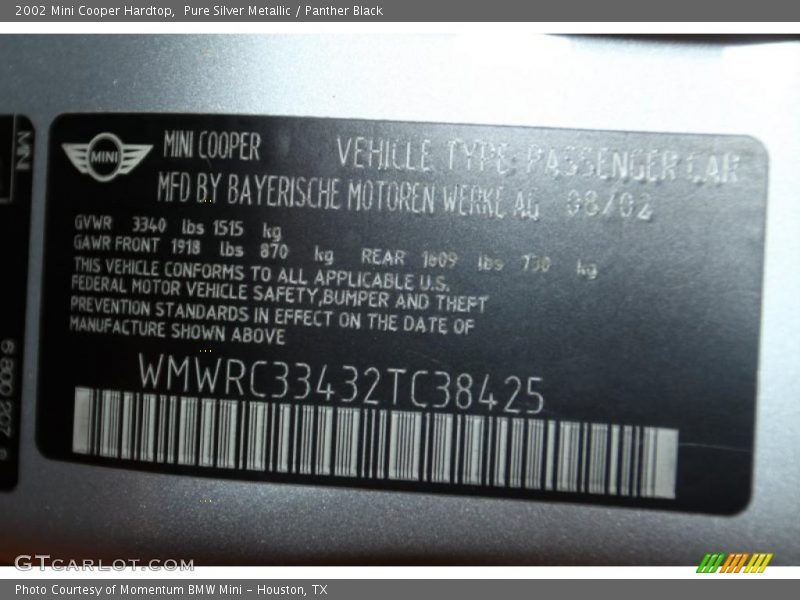 2002 Mini Cooper Hardtop,  Pure Silver Metallic / Panther Black
MINI
MINI COOPER VEHICLE TYPE: PASSENGER CAR
MFD BY BAYERISCHE MOTOREN WERKE AG 08/02
GVWR 3340 lbs 1515 kg
GAWR FRONT 1918 lbs 870 kg REAR 1609 lbs 730 kg
THIS VEHICLE CONFORMS TO ALL APPLICABLE U.S.
FEDERAL MOTOR VEHICLE SAFETY,BUMPER AND THEFT
PREVENTION STANDARDS IN EFFECT ON THE DATE OF
MANUFACTURE SHOWN ABOVE
WMWRC33432TC38425
GTCARLOT.COM
Photo Courtesy of Momentum BMW Mini - Houston, TX